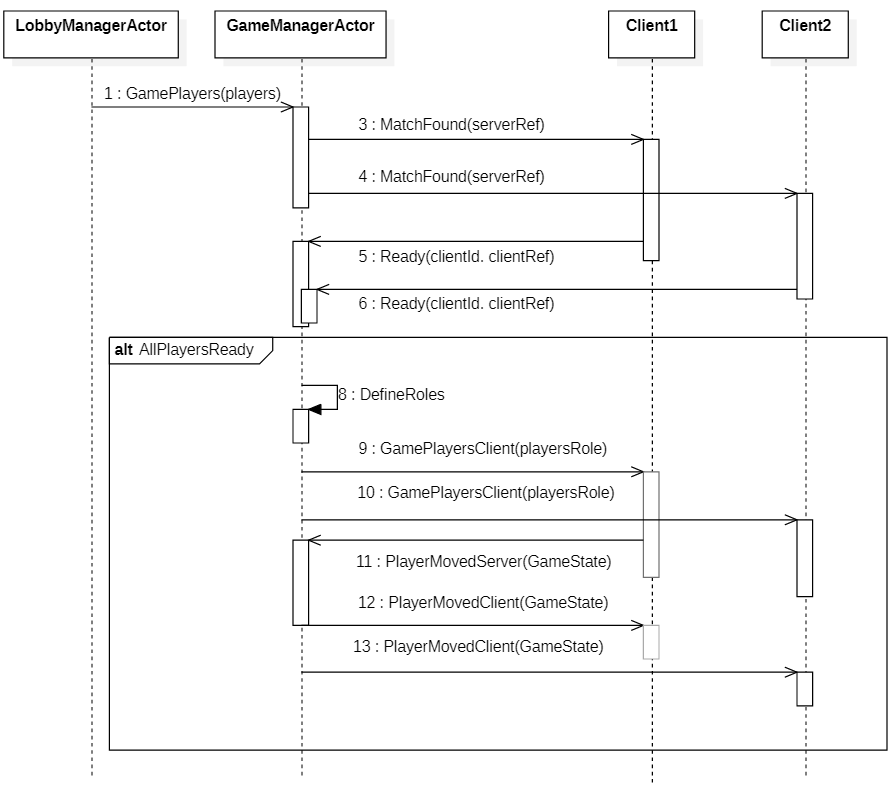 LobbyManagerActor
GameManagerActor
Client1
Client2
1 : GamePlayers(players)
3 : MatchFound(serverRef)
4 : MatchFound(serverRef)
5 : Ready(clientId. clientRef)
6 : Ready(clientId. clientRef)
alt AllPlayersReady
8 : DefineRoles
9 : GamePlayersClient(playersRole)
10 : GamePlayersClient(playersRole)
11 : PlayerMovedServer(GameState)
12 : PlayerMovedClient(GameState)
13 : PlayerMovedClient(GameState)